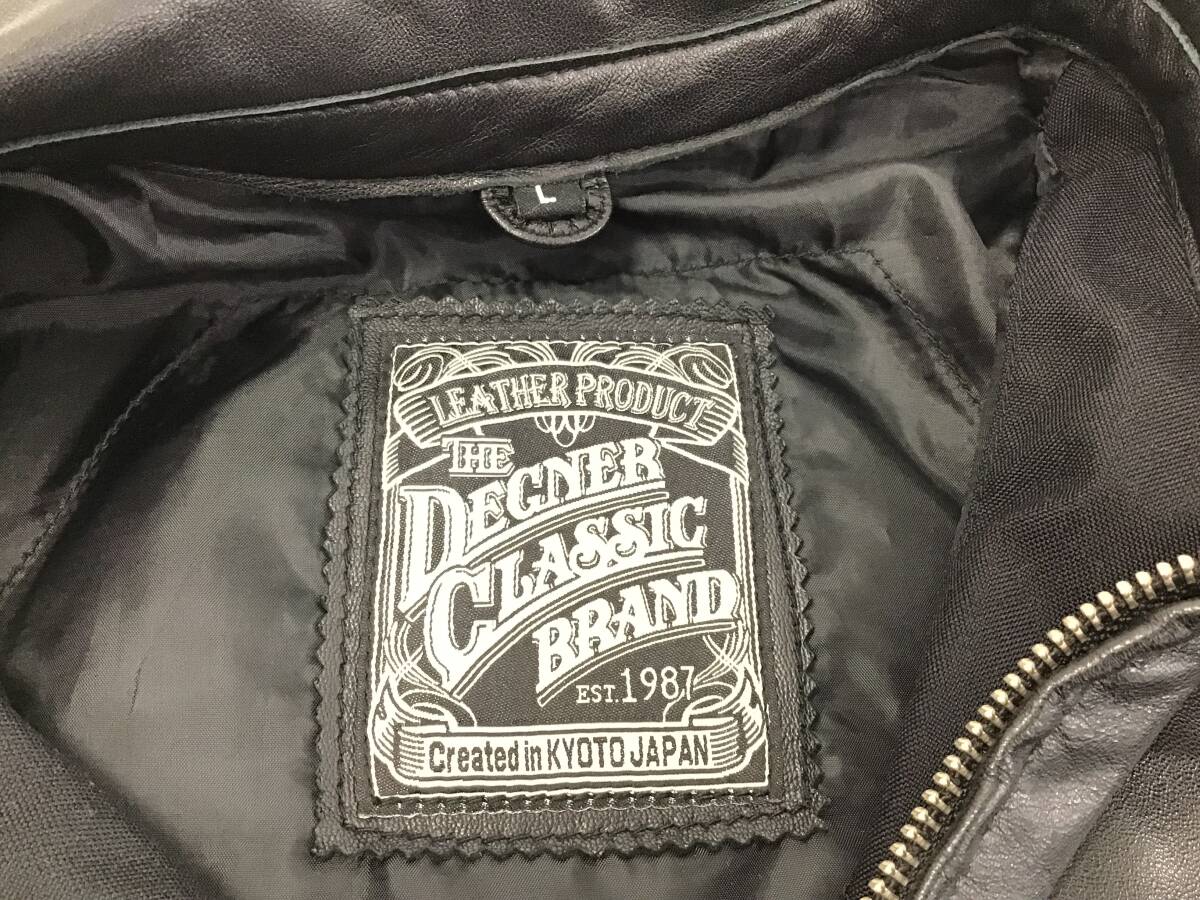 L
LEATHER PRODUCT
THE
DEGNER
CLASSIC
BRAND
EST. 1987
Created in KYOTO JAPAN